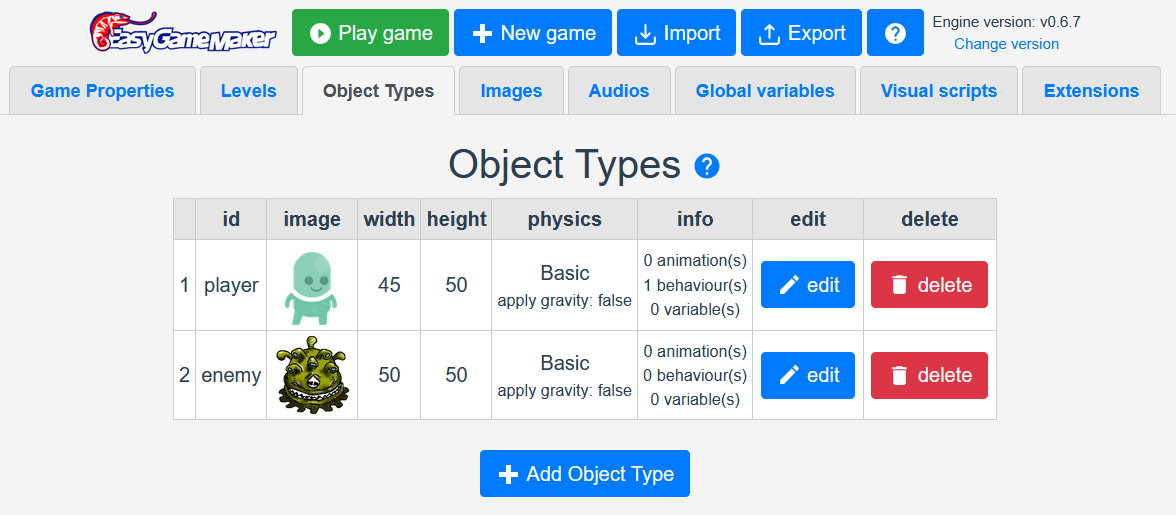 EasyGameMaker
Play game
New game
Import
Export
?
Engine version: v0.6.7
Change version
Game Properties
Levels
Object Types
Images
Audios
Global variables
Visual scripts
Extensions
Object Types ?
id image width height physics info edit delete
1 player 45 50 Basic
apply gravity: false
0 animation(s)
1 behaviour(s)
0 variable(s)
edit
delete
2 enemy 50 50 Basic
apply gravity: false
0 animation(s)
0 behaviour(s)
0 variable(s)
edit
delete
Add Object Type